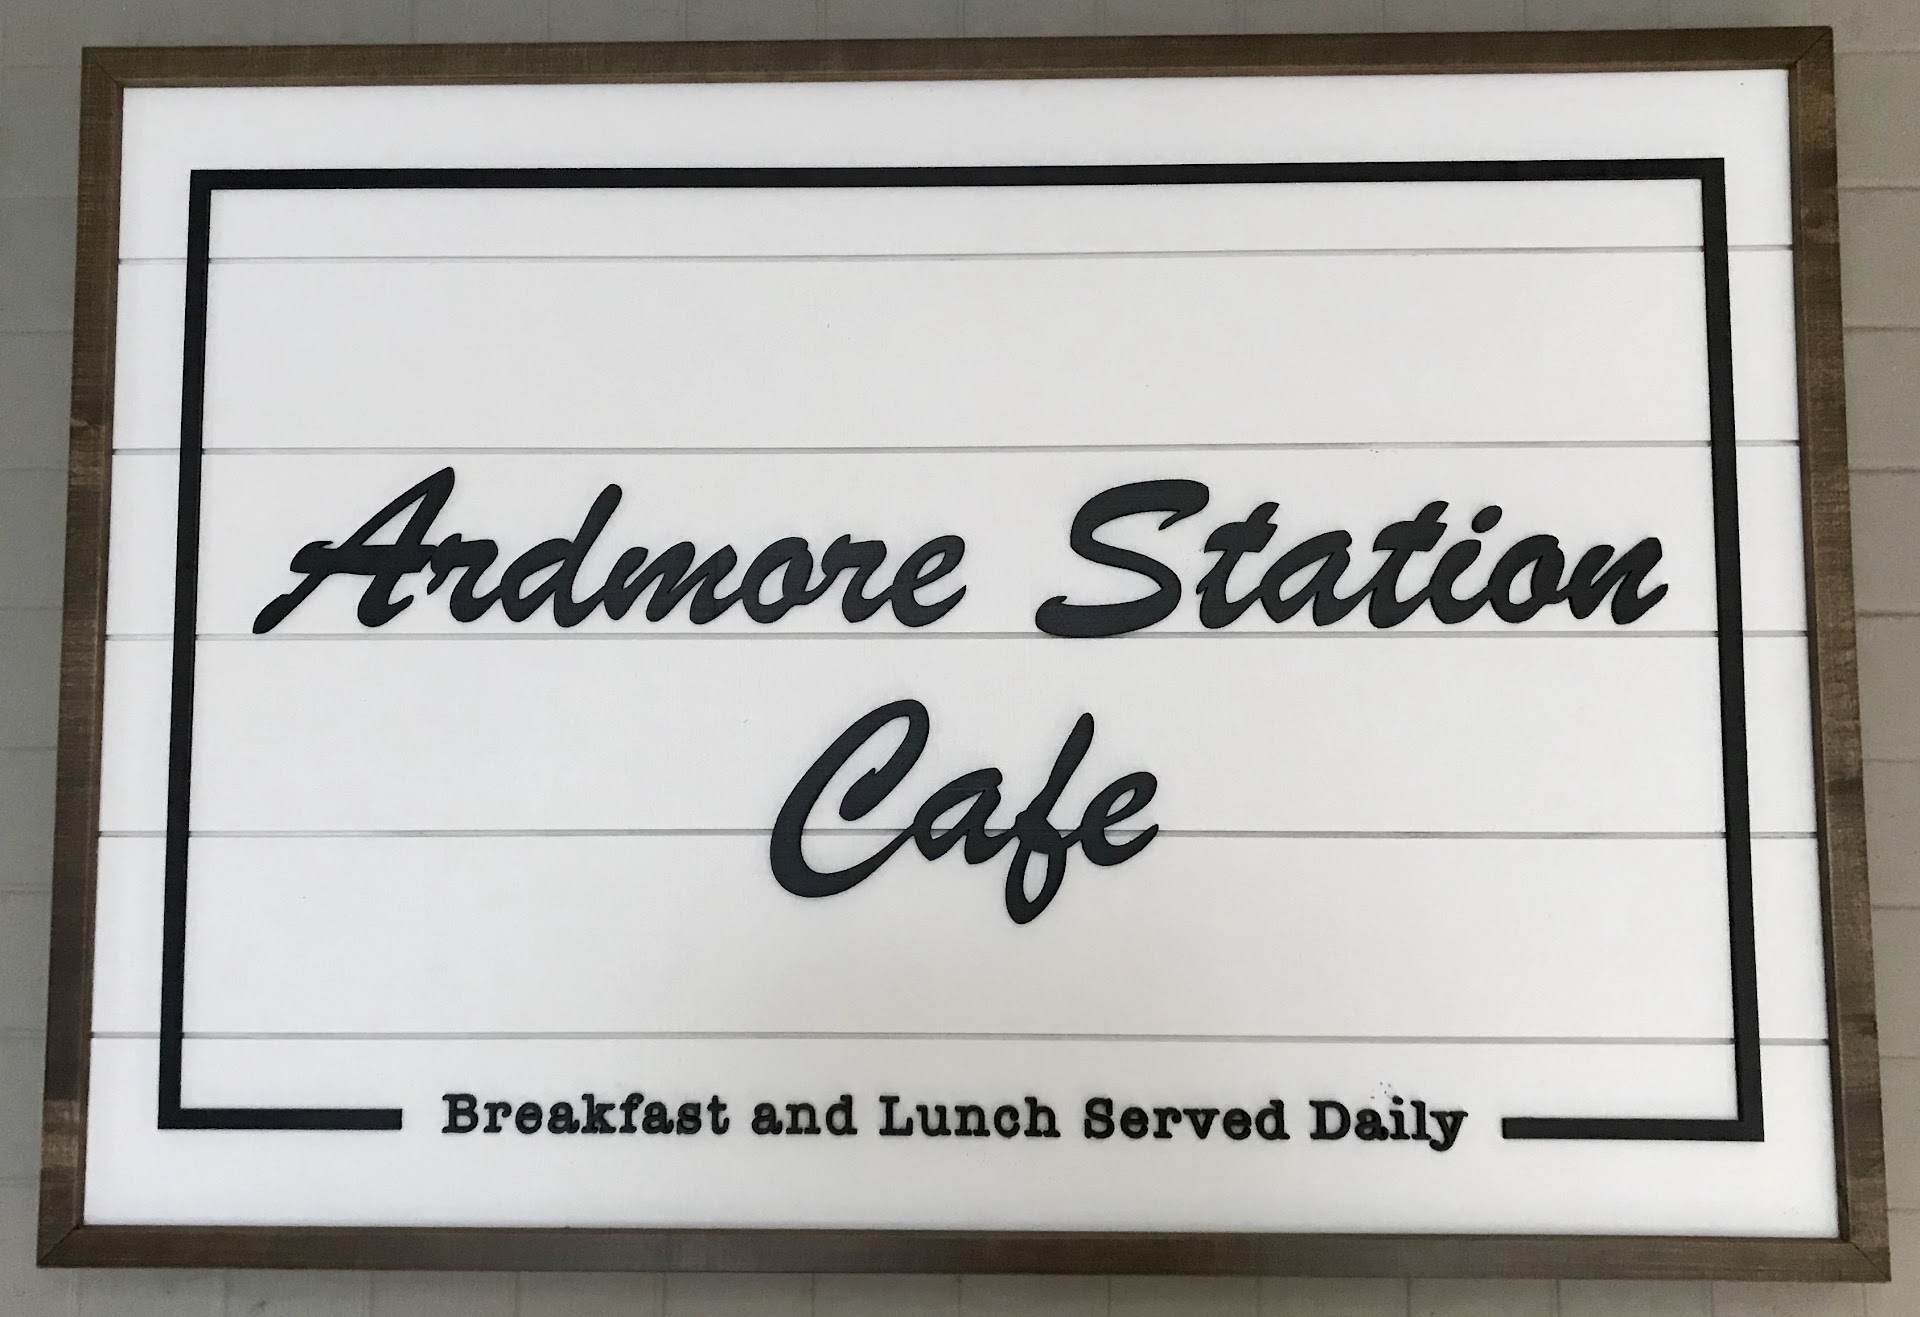 Ardmore Station
Cafe
Breakfast and Lunch Served Daily